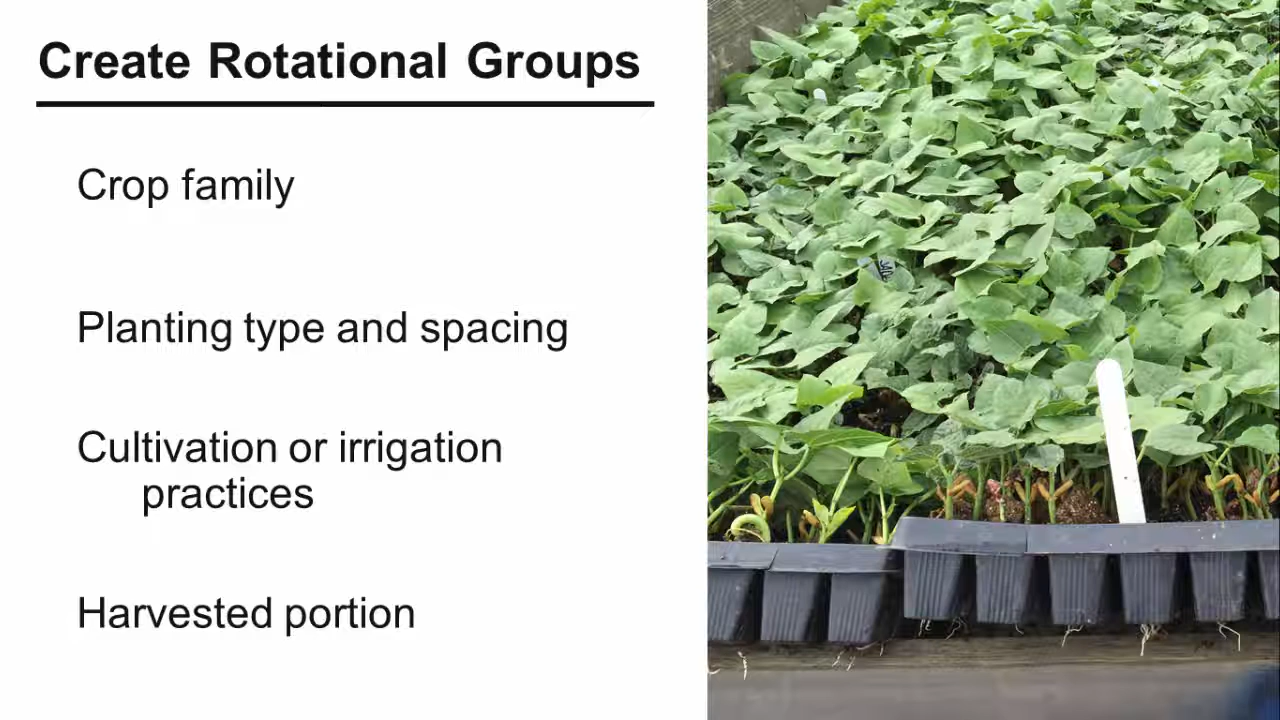 Create Rotational Groups
Crop family
Planting type and spacing
Cultivation or irrigation
practices
Harvested portion